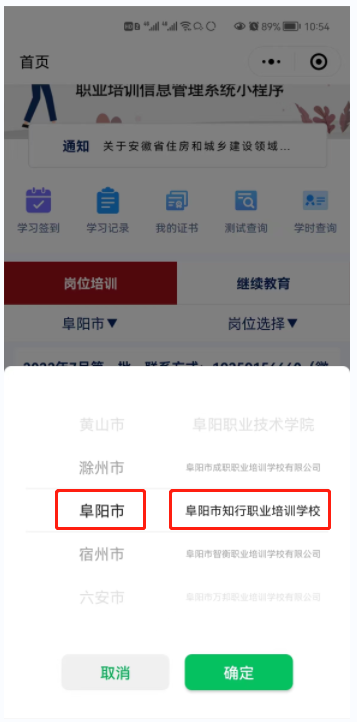 89% 10:54
首页
职业培训信息管理系统小程序
通知 关于安徽省住房和城乡建设领域...
学习签到 学习记录 我的证书 测试查询 学时查询
岗位培训 继续教育
阜阳市▼ 岗位选择▼
黄山市 阜阳职业技术学院
滁州市 阜阳市成职职业培训学校有限公司
阜阳市 阜阳市知行职业培训学校
宿州市 阜阳市智衡职业培训学校有限公司
六安市 阜阳市万邦职业培训学校有限公司
取消 确定